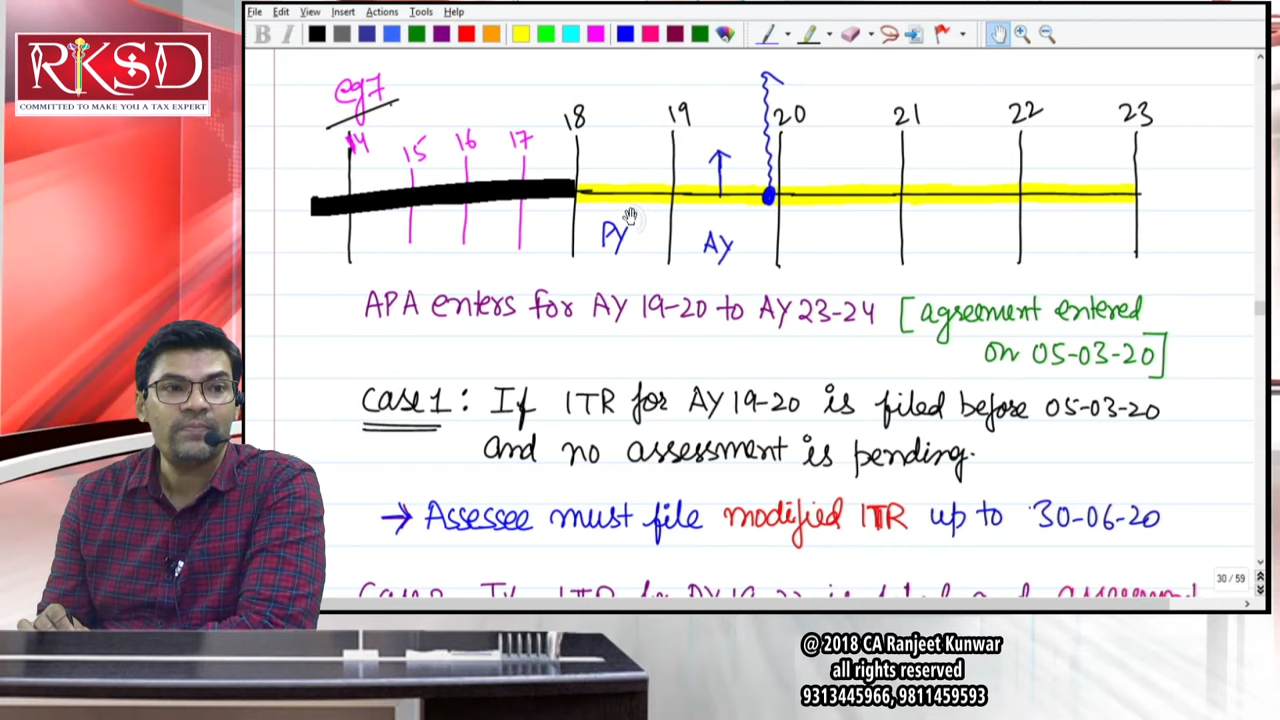 File Edit View Insert Actions Tools Help
B I
RKSD
COMMITTED TO MAKE YOU A TAX EXPERT
eg7
14 15 16 17 18 19 20 21 22 23
PY AY
APA enters for AY 19-20 to AY 23-24 [agreement entered
on 05-03-20]
Case 1: If ITR for AY 19-20 is filed before 05-03-20
and no assessment is pending.
→ Assessee must file modified ITR up to 30-06-20
30 / 59
@ 2018 CA Ranjeet Kunwar
all rights reserved
9313445966, 9811459593